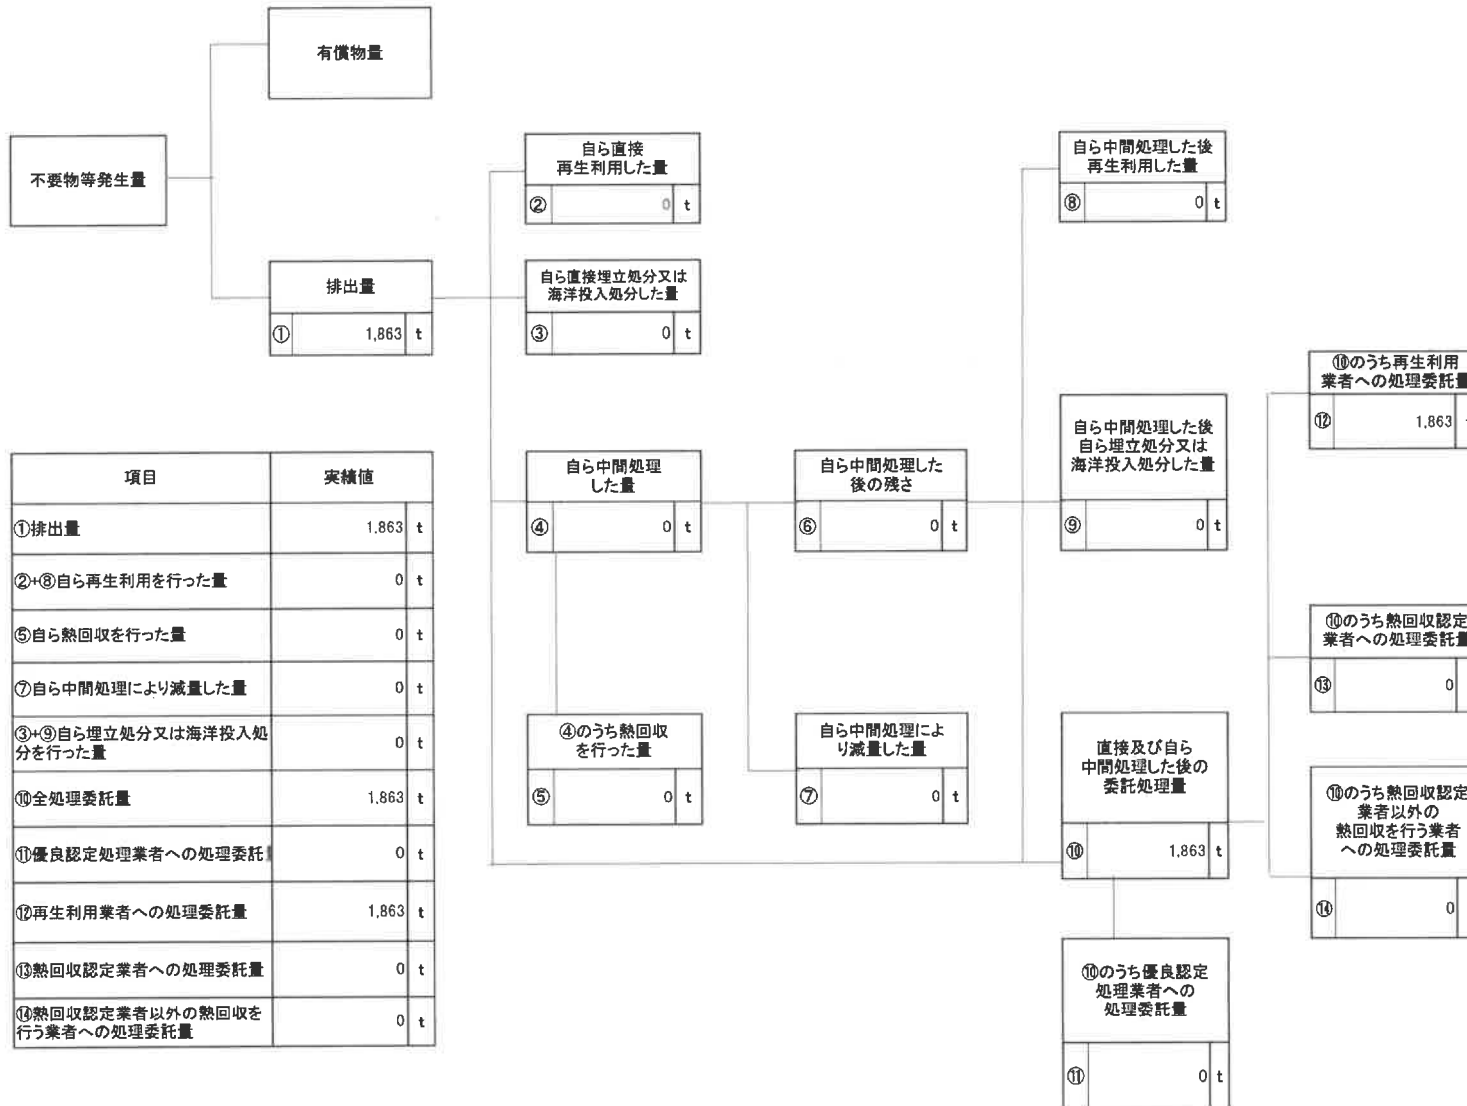 有償物量
不要物等発生量
排出量
① 1,863 t
自ら直接
再生利用した量
② 0 t
自ら直接埋立処分又は
海洋投入処分した量
③ 0 t
自ら中間処理
した量
④ 0 t
④のうち熱回収
を行った量
⑤ 0 t
自ら中間処理した
後の残さ
⑥ 0 t
自ら中間処理によ
り減量した量
⑦ 0 t
自ら中間処理した後
再生利用した量
⑧ 0 t
自ら中間処理した後
自ら埋立処分又は
海洋投入処分した量
⑨ 0 t
直接及び自ら
中間処理した後の
委託処理量
⑩ 1,863 t
⑩のうち優良認定
処理業者への
処理委託量
⑪ 0 t
⑩のうち再生利用
業者への処理委託量
⑫ 1,863
⑩のうち熱回収認定
業者への処理委託量
⑬ 0
⑩のうち熱回収認定
業者以外の
熱回収を行う業者
への処理委託量
⑭ 0
項目 実績値
①排出量 1,863 t
②+⑧自ら再生利用を行った量 0 t
⑤自ら熱回収を行った量 0 t
⑦自ら中間処理により減量した量 0 t
③+⑨自ら埋立処分又は海洋投入処
分を行った量 0 t
⑩全処理委託量 1,863 t
⑪優良認定処理業者への処理委託 0 t
⑫再生利用業者への処理委託量 1,863 t
⑬熱回収認定業者への処理委託量 0 t
⑭熱回収認定業者以外の熱回収を
行う業者への処理委託量 0 t